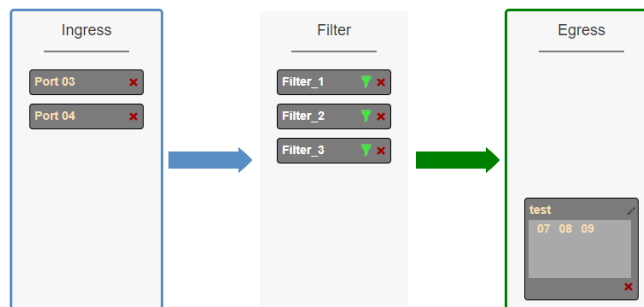 Ingress
Port 03
Port 04
Filter
Filter_1
Filter_2
Filter_3
Egress
test
07 08 09